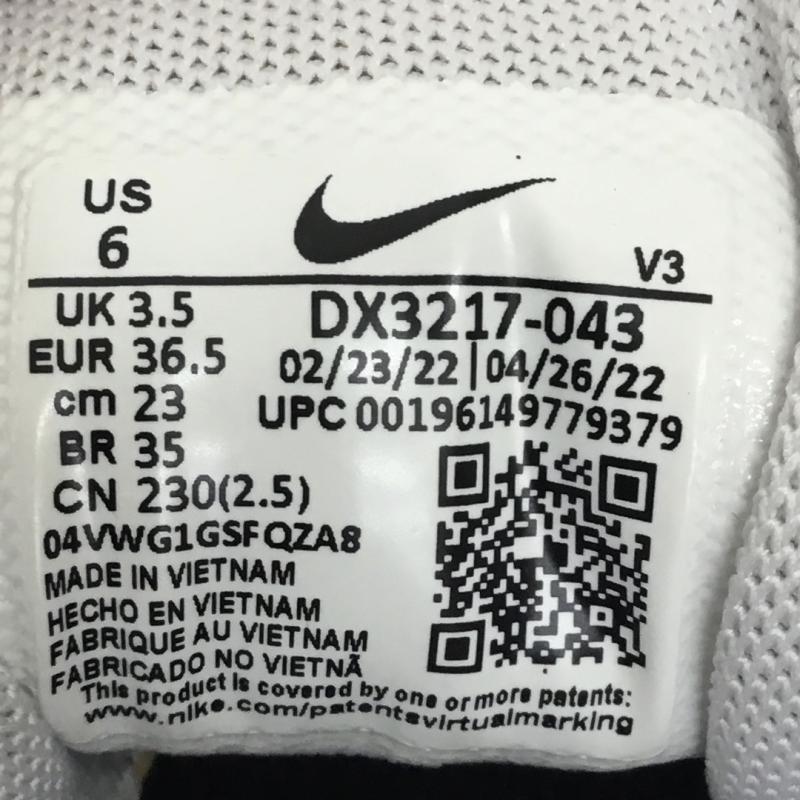 US
6
V3
UK 3.5
EUR 36.5
cm 23
BR 35
CN 230(2.5)
DX3217-043
02/23/22|04/26/22
UPC 00196149779379
04VWG1GSFQZA8
MADE IN VIETNAM
HECHO EN VIETNAM
FABRIQUE AU VIETNAM
FABRICADO NO VIETNÃ
This product is covered by one or more patents:
www.nike.com/patentsvirtualmarking